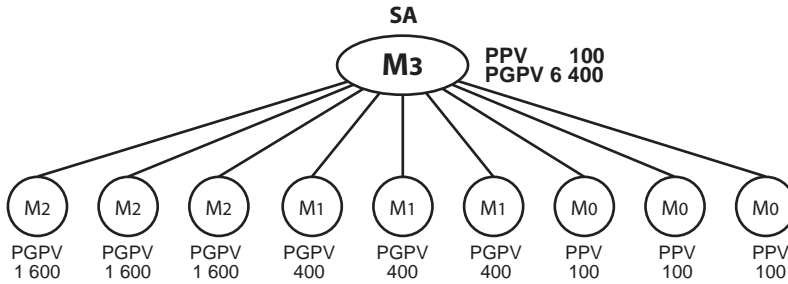 SA
M3
PPV 100
PGPV 6 400
M2 M2 M2 M1 M1 M1 M0 M0 M0
PGPV PGPV PGPV PGPV PGPV PGPV PPV PPV PPV
1 600 1 600 1 600 400 400 400 100 100 100